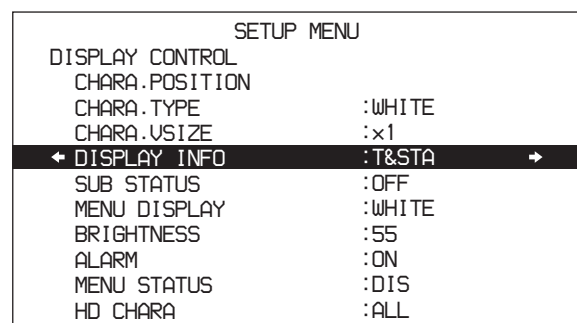 SETUP MENU
DISPLAY CONTROL
CHARA.POSITION
CHARA.TYPE :WHITE
CHARA.VSIZE :x1
← DISPLAY INFO :T&STA →
SUB STATUS :OFF
MENU DISPLAY :WHITE
BRIGHTNESS :55
ALARM :ON
MENU STATUS :DIS
HD CHARA :ALL